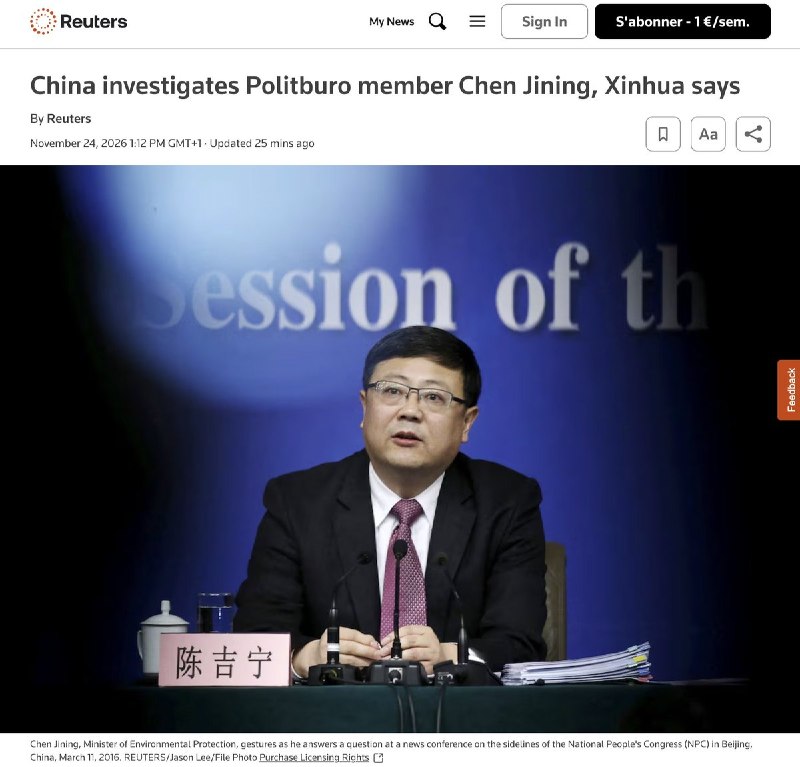 Reuters
My News
Sign In
S'abonner - 1 €/sem.
China investigates Politburo member Chen Jining, Xinhua says
By Reuters
November 24, 2026 1:12 PM GMT+1 · Updated 25 mins ago
Aa
Session of th
Feedback
陈吉宁
Chen Jining, Minister of Environmental Protection, gestures as he answers a question at a news conference on the sidelines of the National People's Congress (NPC) in Beijing,
China, March 11, 2016. REUTERS/Jason Lee/File Photo Purchase Licensing Rights